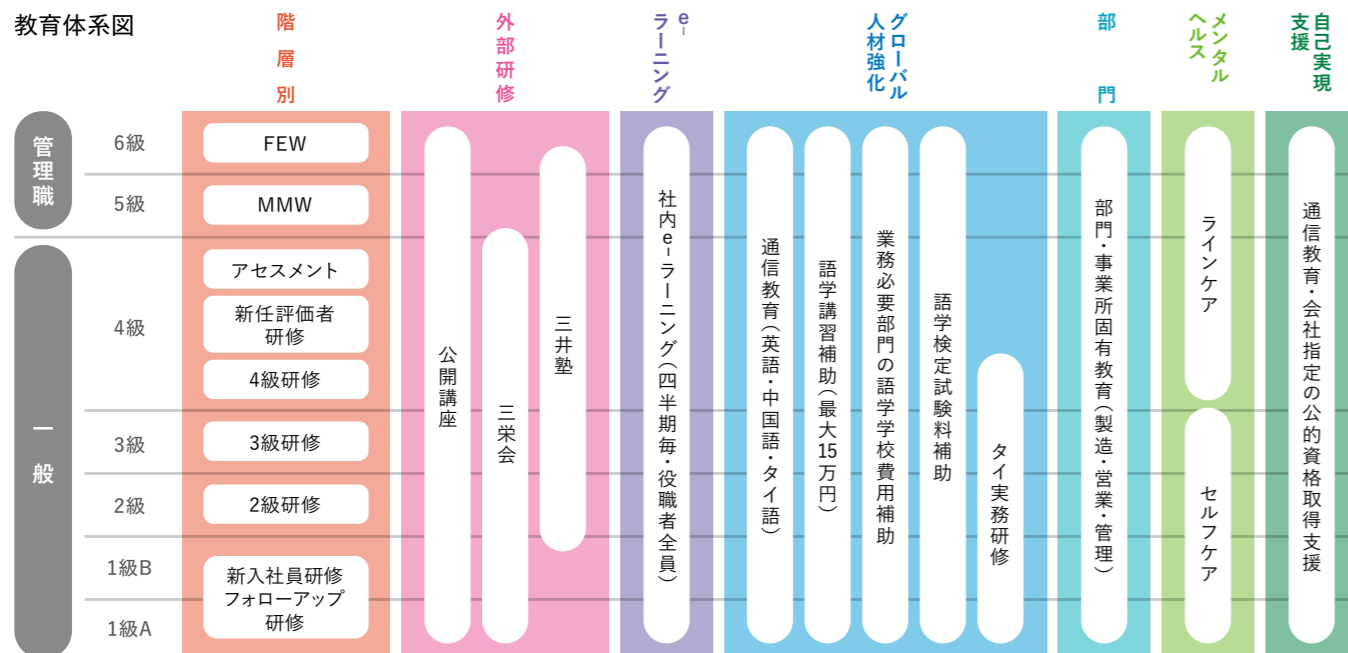 教育体系図
階層別
外部研修
e-
ラーニング
グローバル
人材強化
部門
メンタル
ヘルス
自己実現
支援
管理職
一般
6級
5級
4級
3級
2級
1級B
1級A
FEW
MMW
アセスメント
新任評価者
研修
4級研修
3級研修
2級研修
新入社員研修
フォローアップ
研修
公開講座
三栄会
三井塾
社内e-ラーニング(四半期毎・役職者全員)
通信教育(英語・中国語・タイ語)
語学講習補助(最大15万円)
業務必要部門の語学学校費用補助
語学検定試験料補助
タイ実務研修
部門・事業所固有教育(製造・営業・管理)
ラインケア
セルフケア
通信教育・会社指定の公的資格取得支援